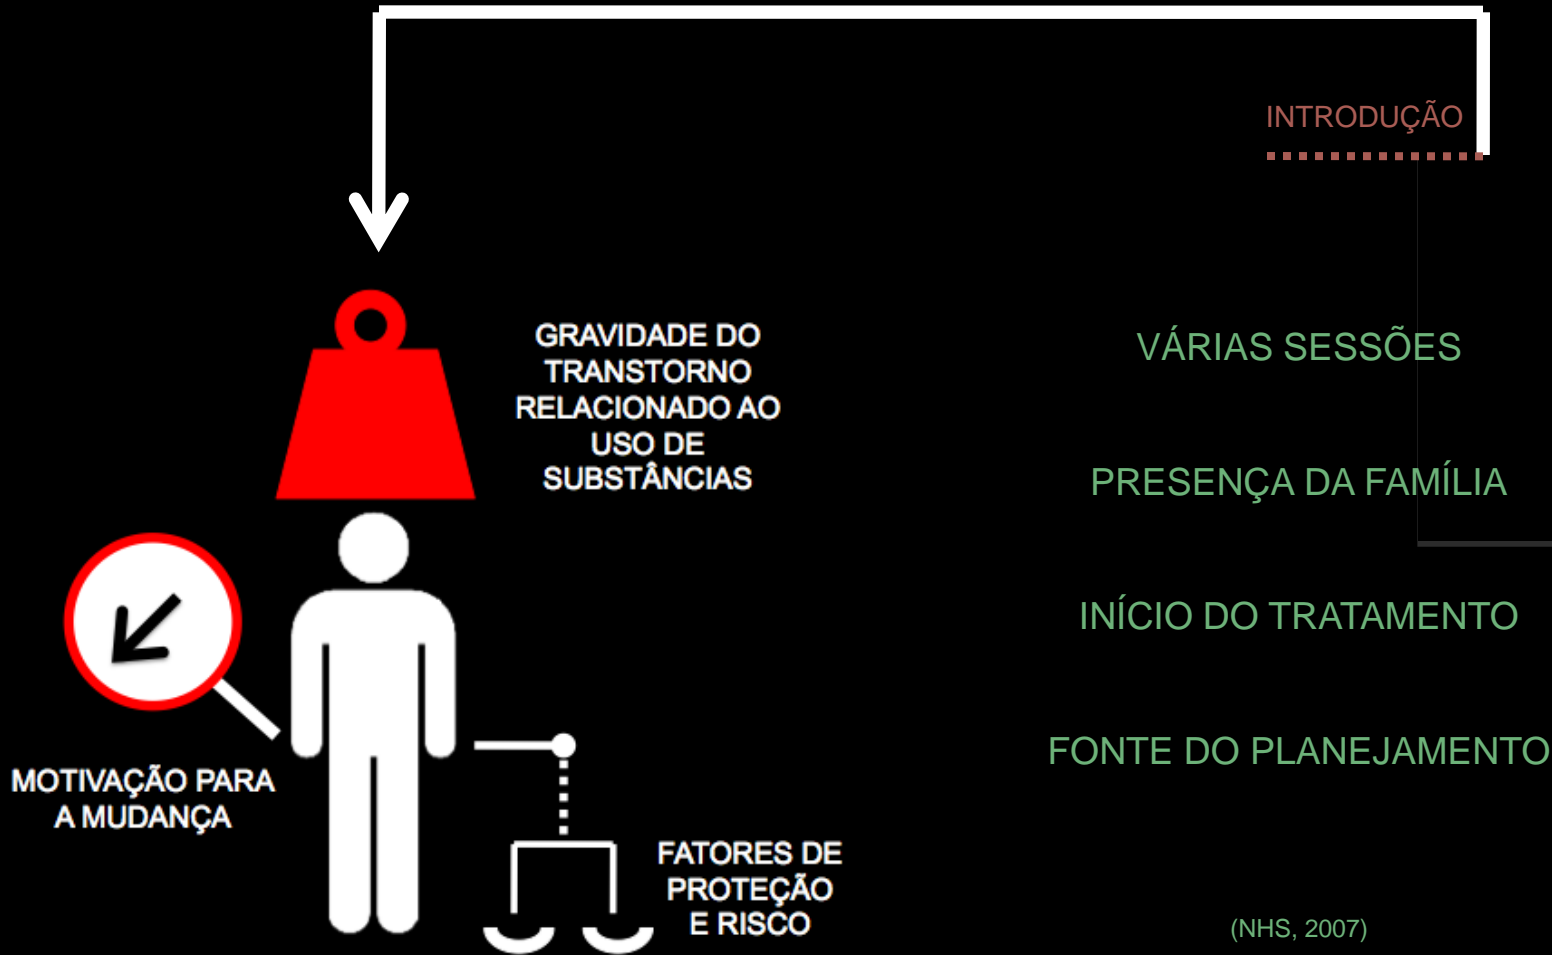 INTRODUÇÃO
GRAVIDADE DO
TRANSTORNO
RELACIONADO AO
USO DE
SUBSTÂNCIAS
MOTIVAÇÃO PARA
A MUDANÇA
FATORES DE
PROTEÇÃO
E RISCO
VÁRIAS SESSÕES
PRESENÇA DA FAMÍLIA
INÍCIO DO TRATAMENTO
FONTE DO PLANEJAMENTO
(NHS, 2007)